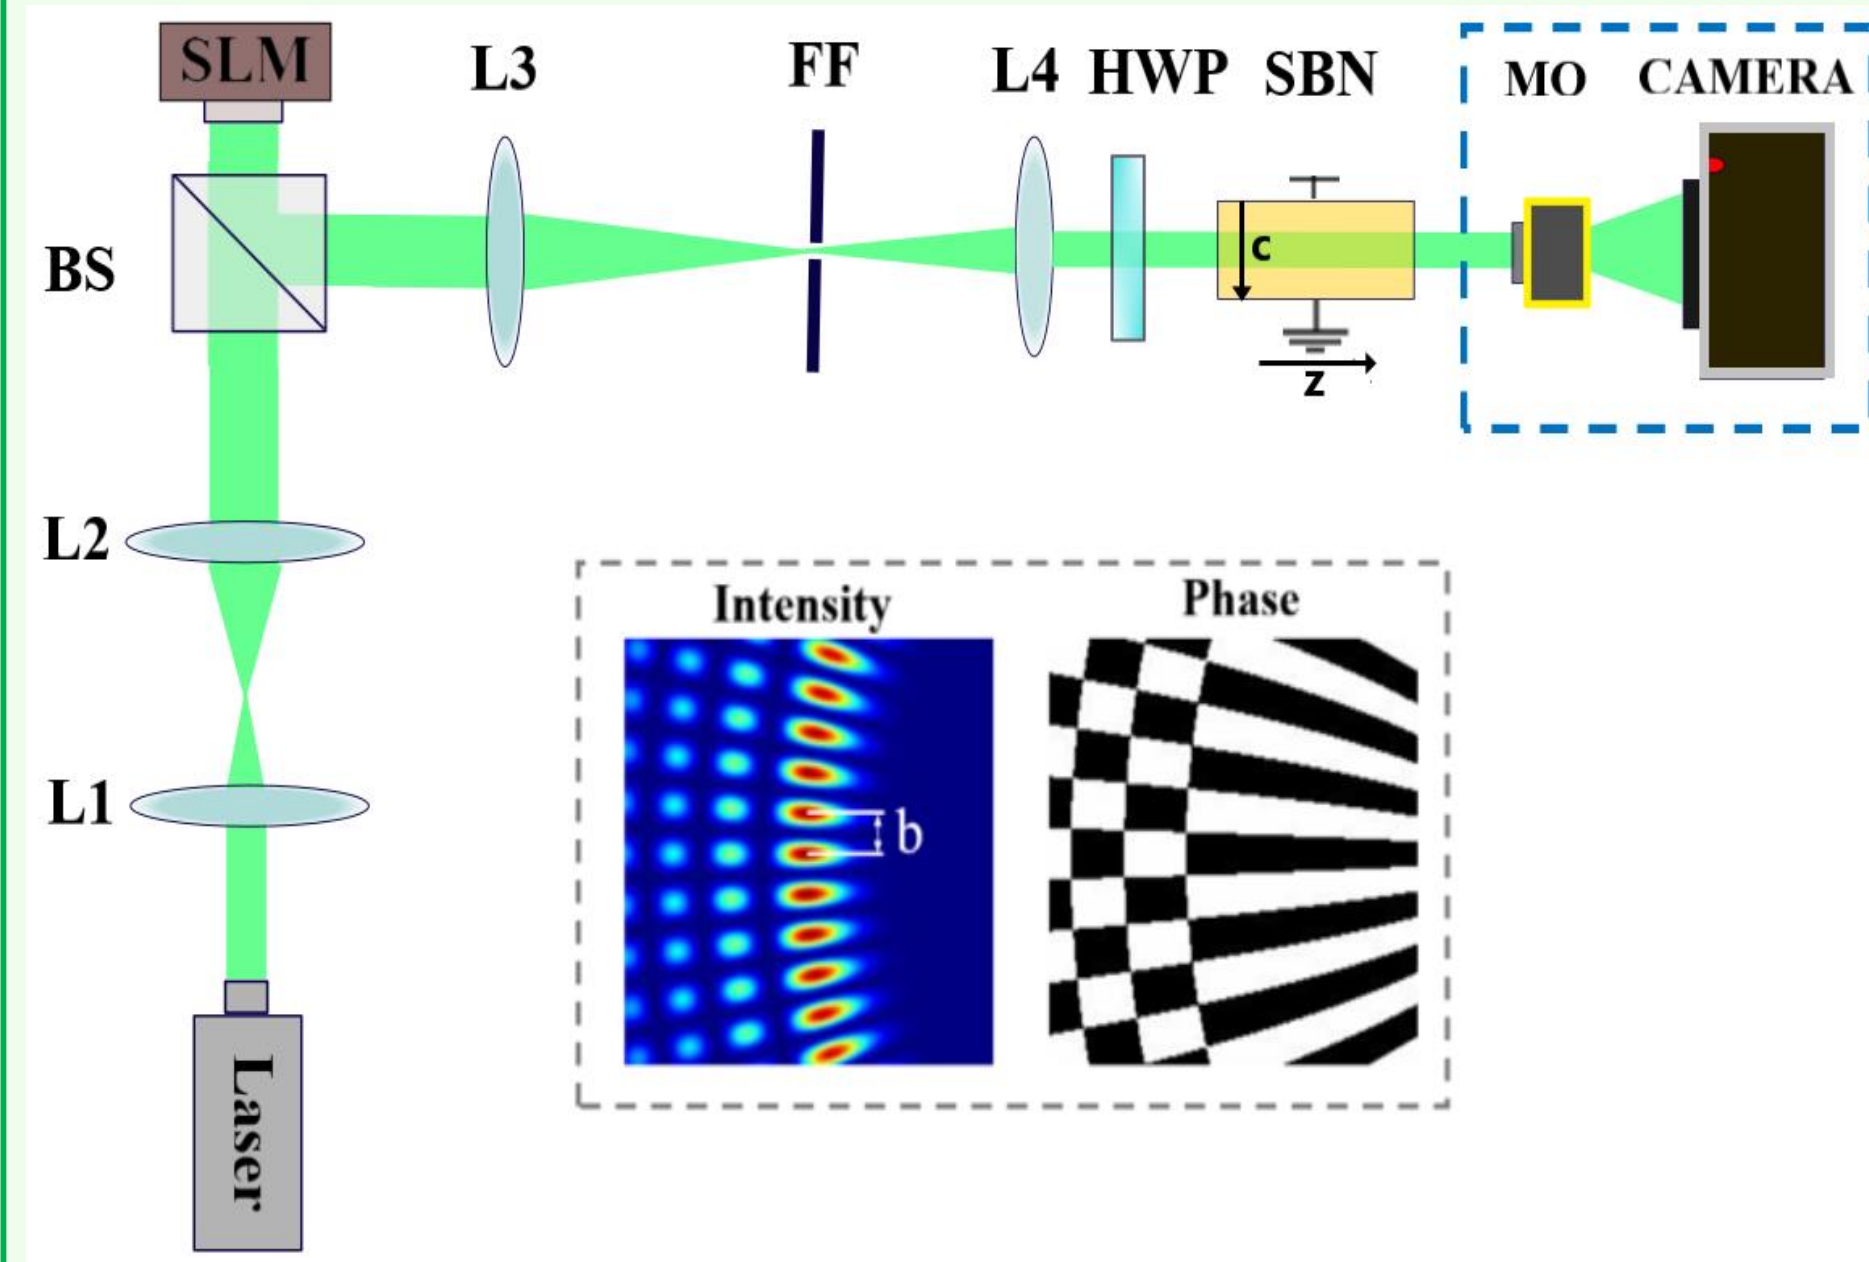 SLM
L3
FF
L4
HWP
SBN
MO
CAMERA
BS
c
z
L2
Intensity
Phase
b
L1
Laser